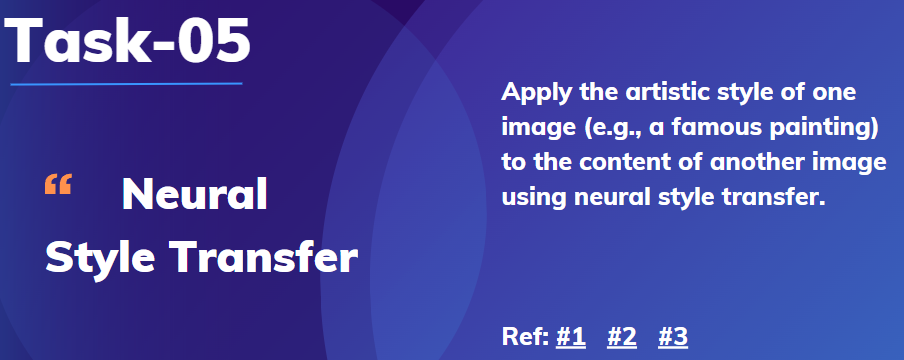 Task-05
“ Neural
Style Transfer
Apply the artistic style of one
image (e.g., a famous painting)
to the content of another image
using neural style transfer.
Ref: #1 #2 #3